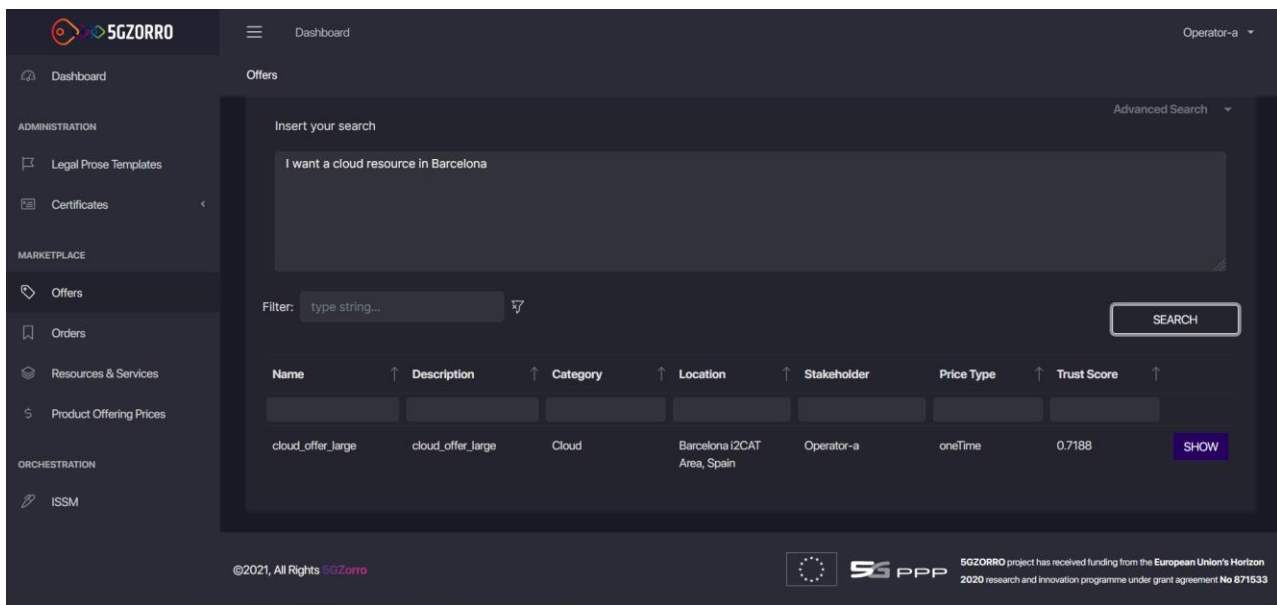 5GZORRO
Dashboard
Operator-a
Dashboard
Offers
ADMINISTRATION
Legal Prose Templates
Certificates
MARKETPLACE
Offers
Orders
Resources & Services
Product Offering Prices
ORCHESTRATION
ISSM
Advanced Search
Insert your search
I want a cloud resource in Barcelona
Filter: type string...
SEARCH
Name Description Category Location Stakeholder Price Type Trust Score
cloud_offer_large cloud_offer_large Cloud Barcelona i2CAT Operator-a oneTime 0.7188 SHOW
Area, Spain
©2021, All Rights 5GZorro
5G PPP
5GZORRO project has received funding from the European Union's Horizon
2020 research and innovation programme under grant agreement No 871533